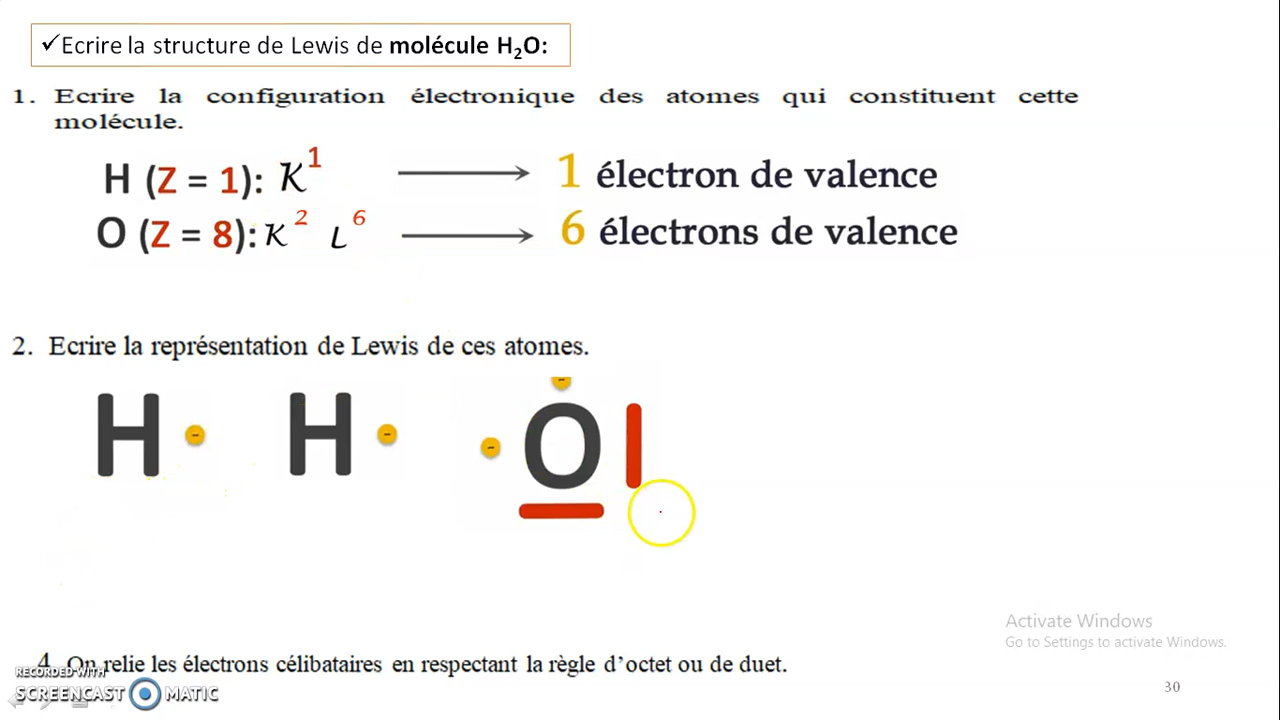 ✓Ecrire la structure de Lewis de molécule H₂O:
1. Ecrire la configuration électronique des atomes qui constituent cette
molécule.
H (Z = 1): K¹ → 1 électron de valence
O (Z = 8): K² L⁶ → 6 électrons de valence
2. Ecrire la représentation de Lewis de ces atomes.
H H O
Activate Windows
Go to Settings to activate Windows.
4. On relie les électrons célibataires en respectant la règle d'octet ou de duet.
RECORDED WITH
SCREENCAST MATIC
30